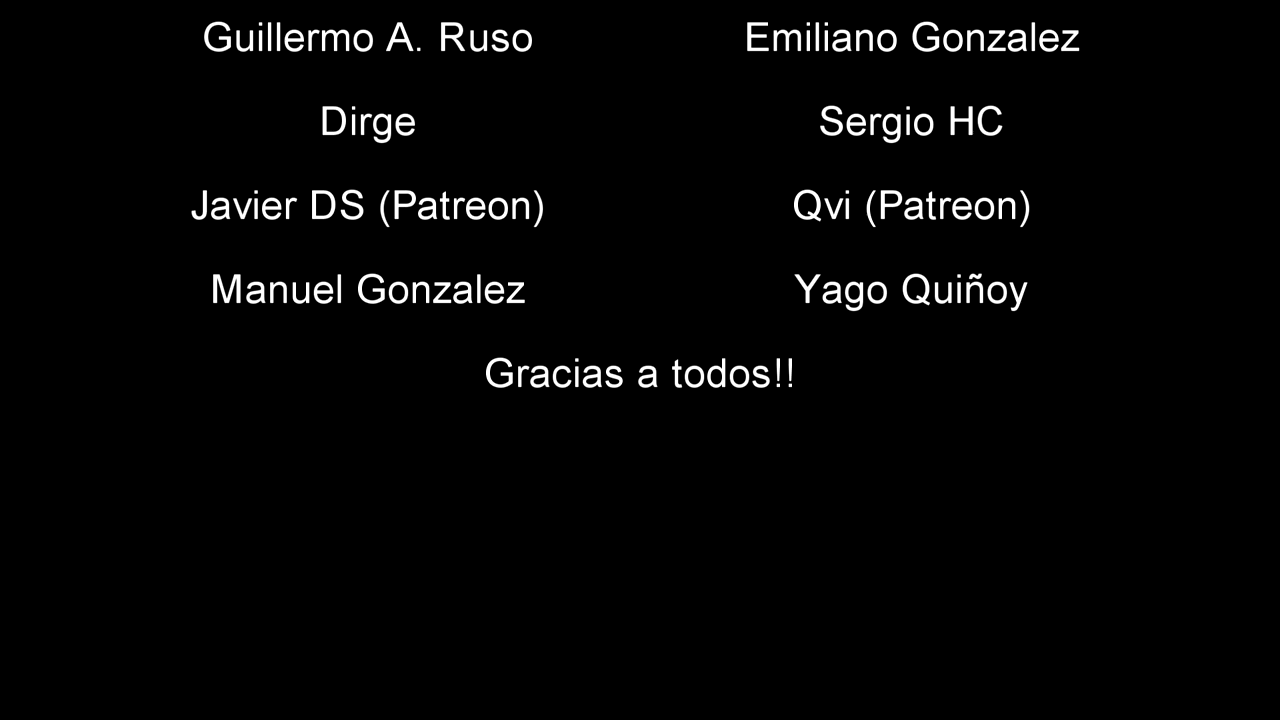 Guillermo A. Ruso Emiliano Gonzalez
Dirge Sergio HC
Javier DS (Patreon) Qvi (Patreon)
Manuel Gonzalez Yago Quiñoy
Gracias a todos!!